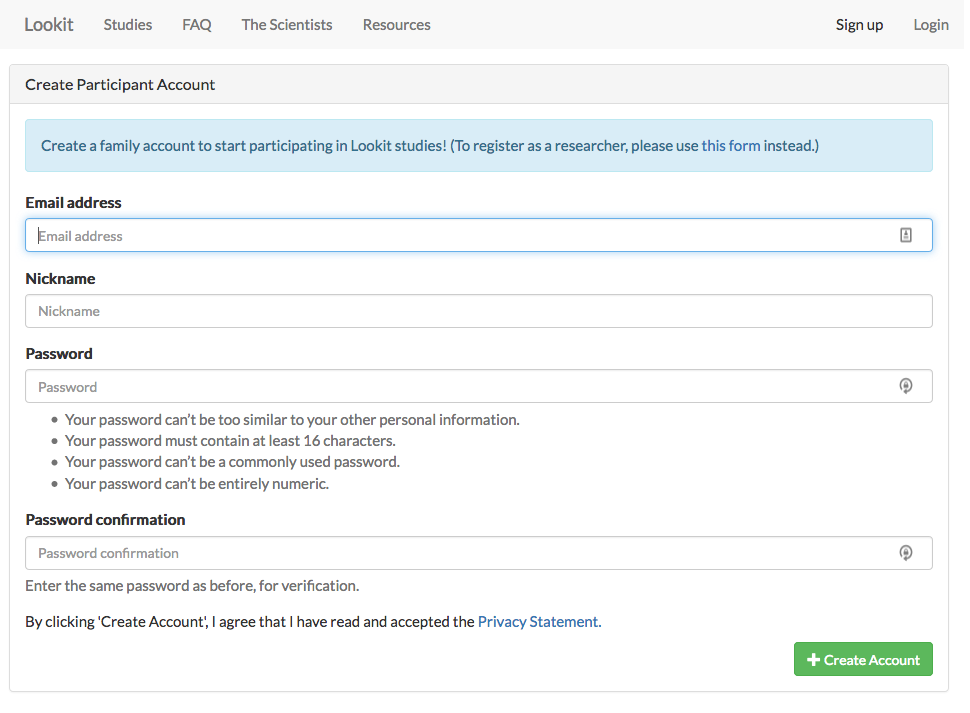 Lookit Studies FAQ The Scientists Resources Sign up Login
Create Participant Account
Create a family account to start participating in Lookit studies! (To register as a researcher, please use this form instead.)
Email address
Email address
Nickname
Nickname
Password
Password
• Your password can’t be too similar to your other personal information.
• Your password must contain at least 16 characters.
• Your password can’t be a commonly used password.
• Your password can’t be entirely numeric.
Password confirmation
Password confirmation
Enter the same password as before, for verification.
By clicking 'Create Account', I agree that I have read and accepted the Privacy Statement.
Create Account